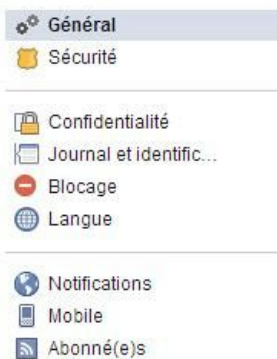 Général
Sécurité
Confidentialité
Journal et identific...
Blocage
Langue
Notifications
Mobile
Abonné(e)s